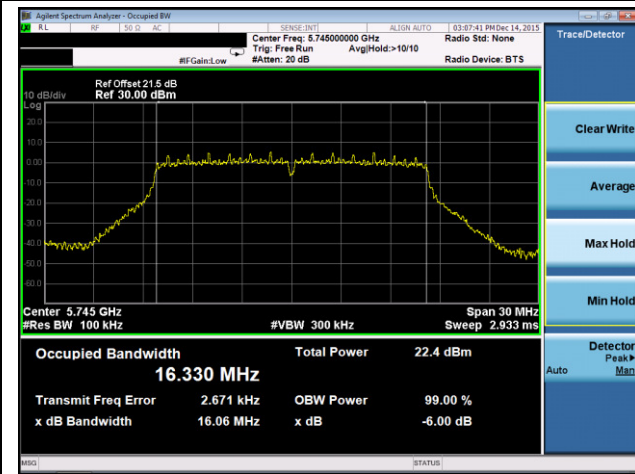 Agilent Spectrum Analyzer - Occupied BW
RL RF 50 Ω AC SENSE:INT ALIGN AUTO 03:07:41 PM Dec 14, 2015
Center Freq: 5.745000000 GHz Radio Std: None
Trig: Free Run Avg|Hold:>10/10
#IFGain:Low #Atten: 20 dB Radio Device: BTS
Trace/Detector
Ref Offset 21.5 dB
10 dB/div Ref 30.00 dBm
Log
20.0
10.0
0.00
-10.0
-20.0
-30.0
-40.0
-50.0
-60.0
Center 5.745 GHz Span 30 MHz
#Res BW 100 kHz #VBW 300 kHz Sweep 2.933 ms
Occupied Bandwidth Total Power 22.4 dBm
16.330 MHz
Transmit Freq Error 2.671 kHz OBW Power 99.00 %
x dB Bandwidth 16.06 MHz x dB -6.00 dB
Clear Write
Average
Max Hold
Min Hold
Detector
Peak▶
Auto Man
MSG STATUS